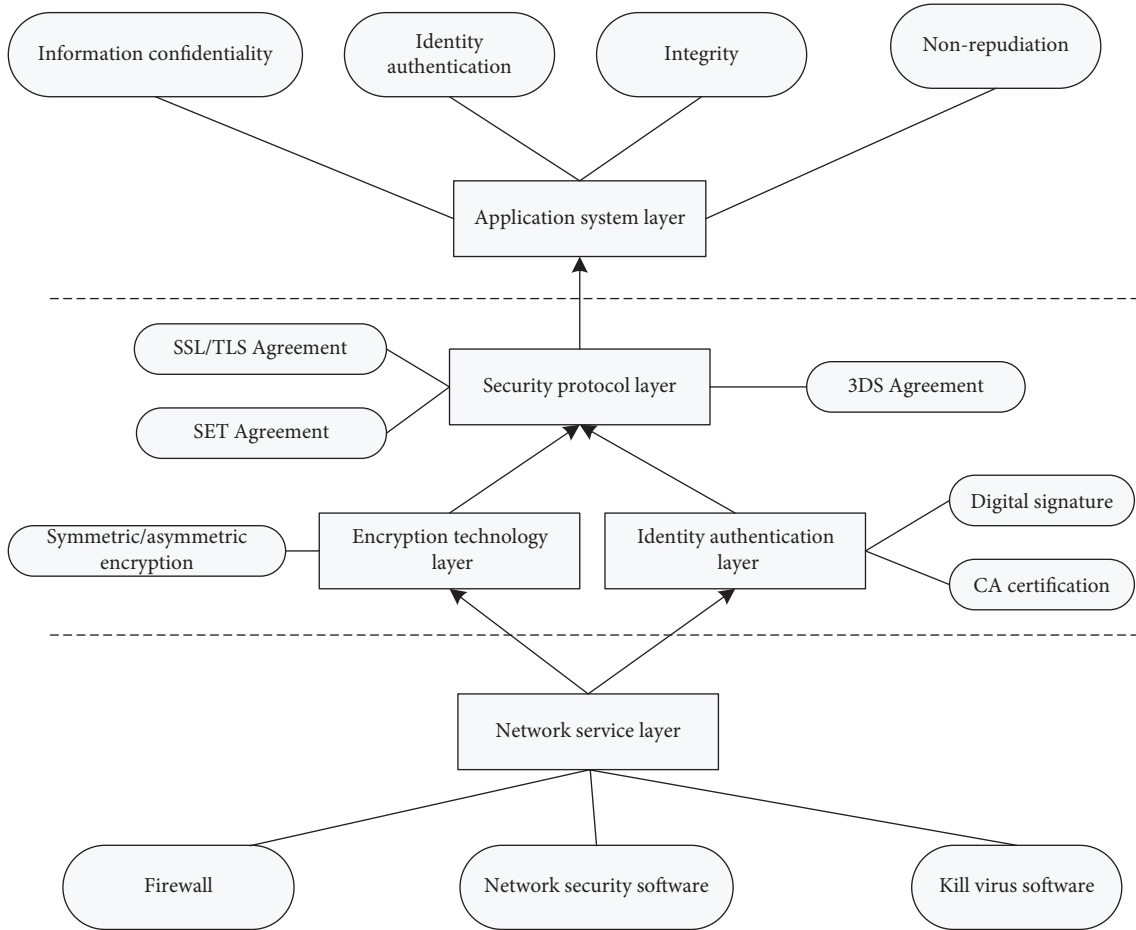 Information confidentiality
Identity
authentication
Integrity
Non-repudiation
Application system layer
SSL/TLS Agreement
Security protocol layer
3DS Agreement
SET Agreement
Digital signature
Symmetric/asymmetric
encryption
Encryption technology
layer
Identity authentication
layer
CA certification
Network service layer
Firewall
Network security software
Kill virus software